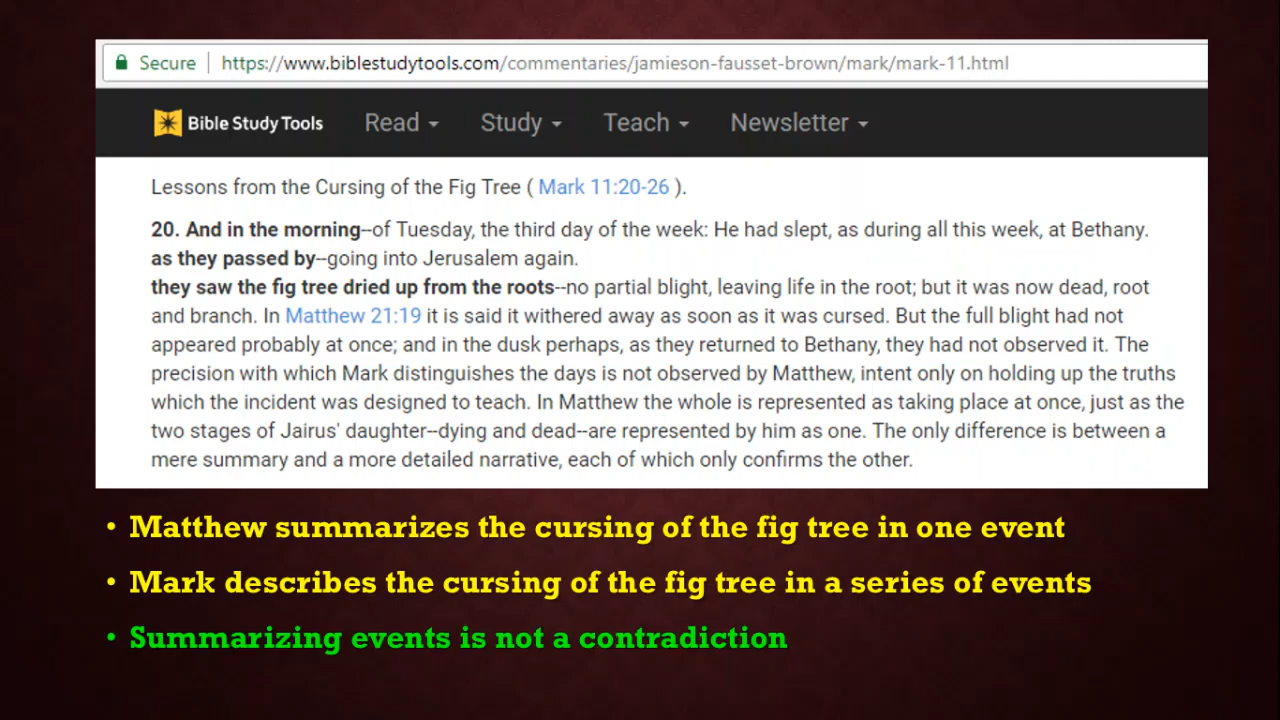 Secure | https://www.biblestudytools.com/commentaries/jamieson-fausset-brown/mark/mark-11.html
Bible Study Tools Read Study Teach Newsletter
Lessons from the Cursing of the Fig Tree ( Mark 11:20-26 ).
20. And in the morning--of Tuesday, the third day of the week: He had slept, as during all this week, at Bethany.
as they passed by--going into Jerusalem again.
they saw the fig tree dried up from the roots--no partial blight, leaving life in the root; but it was now dead, root
and branch. In Matthew 21:19 it is said it withered away as soon as it was cursed. But the full blight had not
appeared probably at once; and in the dusk perhaps, as they returned to Bethany, they had not observed it. The
precision with which Mark distinguishes the days is not observed by Matthew, intent only on holding up the truths
which the incident was designed to teach. In Matthew the whole is represented as taking place at once, just as the
two stages of Jairus' daughter--dying and dead--are represented by him as one. The only difference is between a
mere summary and a more detailed narrative, each of which only confirms the other.
• Matthew summarizes the cursing of the fig tree in one event
• Mark describes the cursing of the fig tree in a series of events
• Summarizing events is not a contradiction